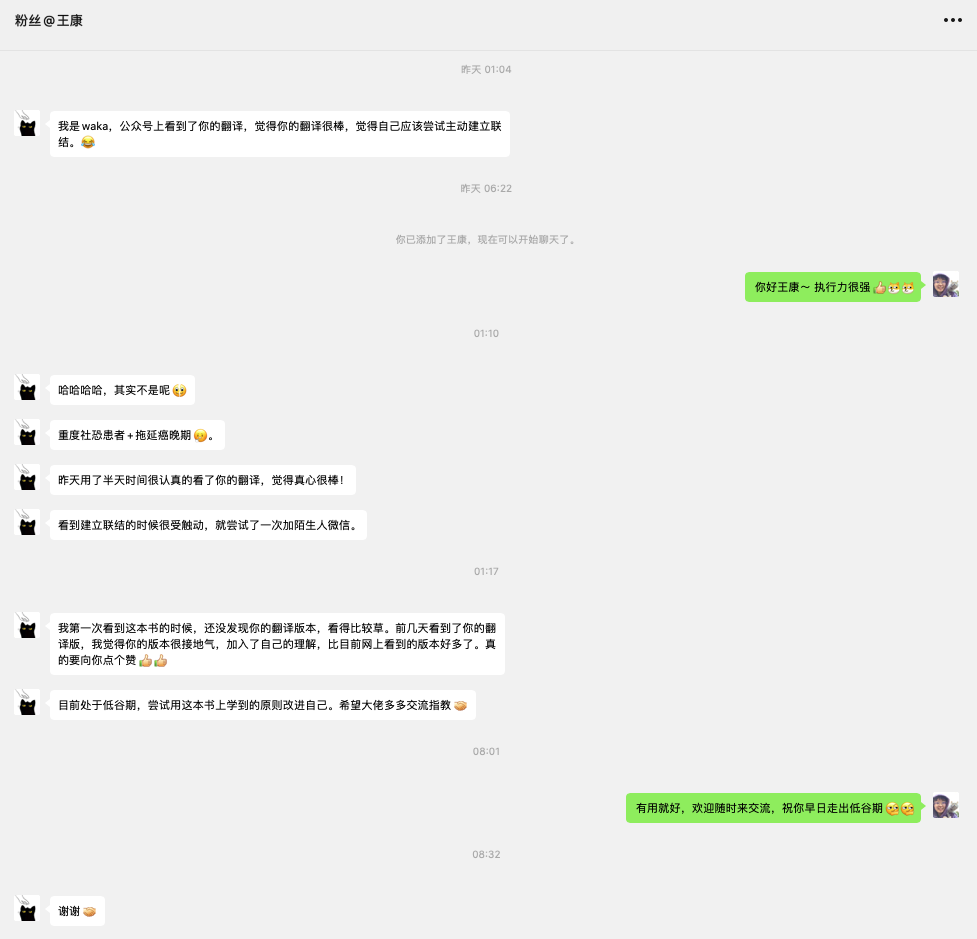 粉丝@王康
昨天 01:04
我是waka，公众号上看到了你的翻译，觉得你的翻译很棒，觉得自己应该尝试主动建立联
结。😂
昨天 06:22
你已添加了王康，现在可以开始聊天了。
你好王康～ 执行力很强👍😁😁
01:10
哈哈哈哈，其实不是呢🥹
重度社恐患者+拖延癌晚期😕。
昨天用了半天时间很认真的看了你的翻译，觉得真心很棒！
看到建立联结的时候很受触动，就尝试了一次加陌生人微信。
01:17
我第一次看到这本书的时候，还没发现你的翻译版本，看得比较草。前几天看到了你的翻
译版，我觉得你的版本很接地气，加入了自己的理解，比目前网上看到的版本好多了。真
的要向你点个赞👍👍
目前处于低谷期，尝试用这本书上学到的原则改进自己。希望大佬多多交流指教🤝
08:01
有用就好，欢迎随时来交流，祝你早日走出低谷期🤪🤪
08:32
谢谢🤝